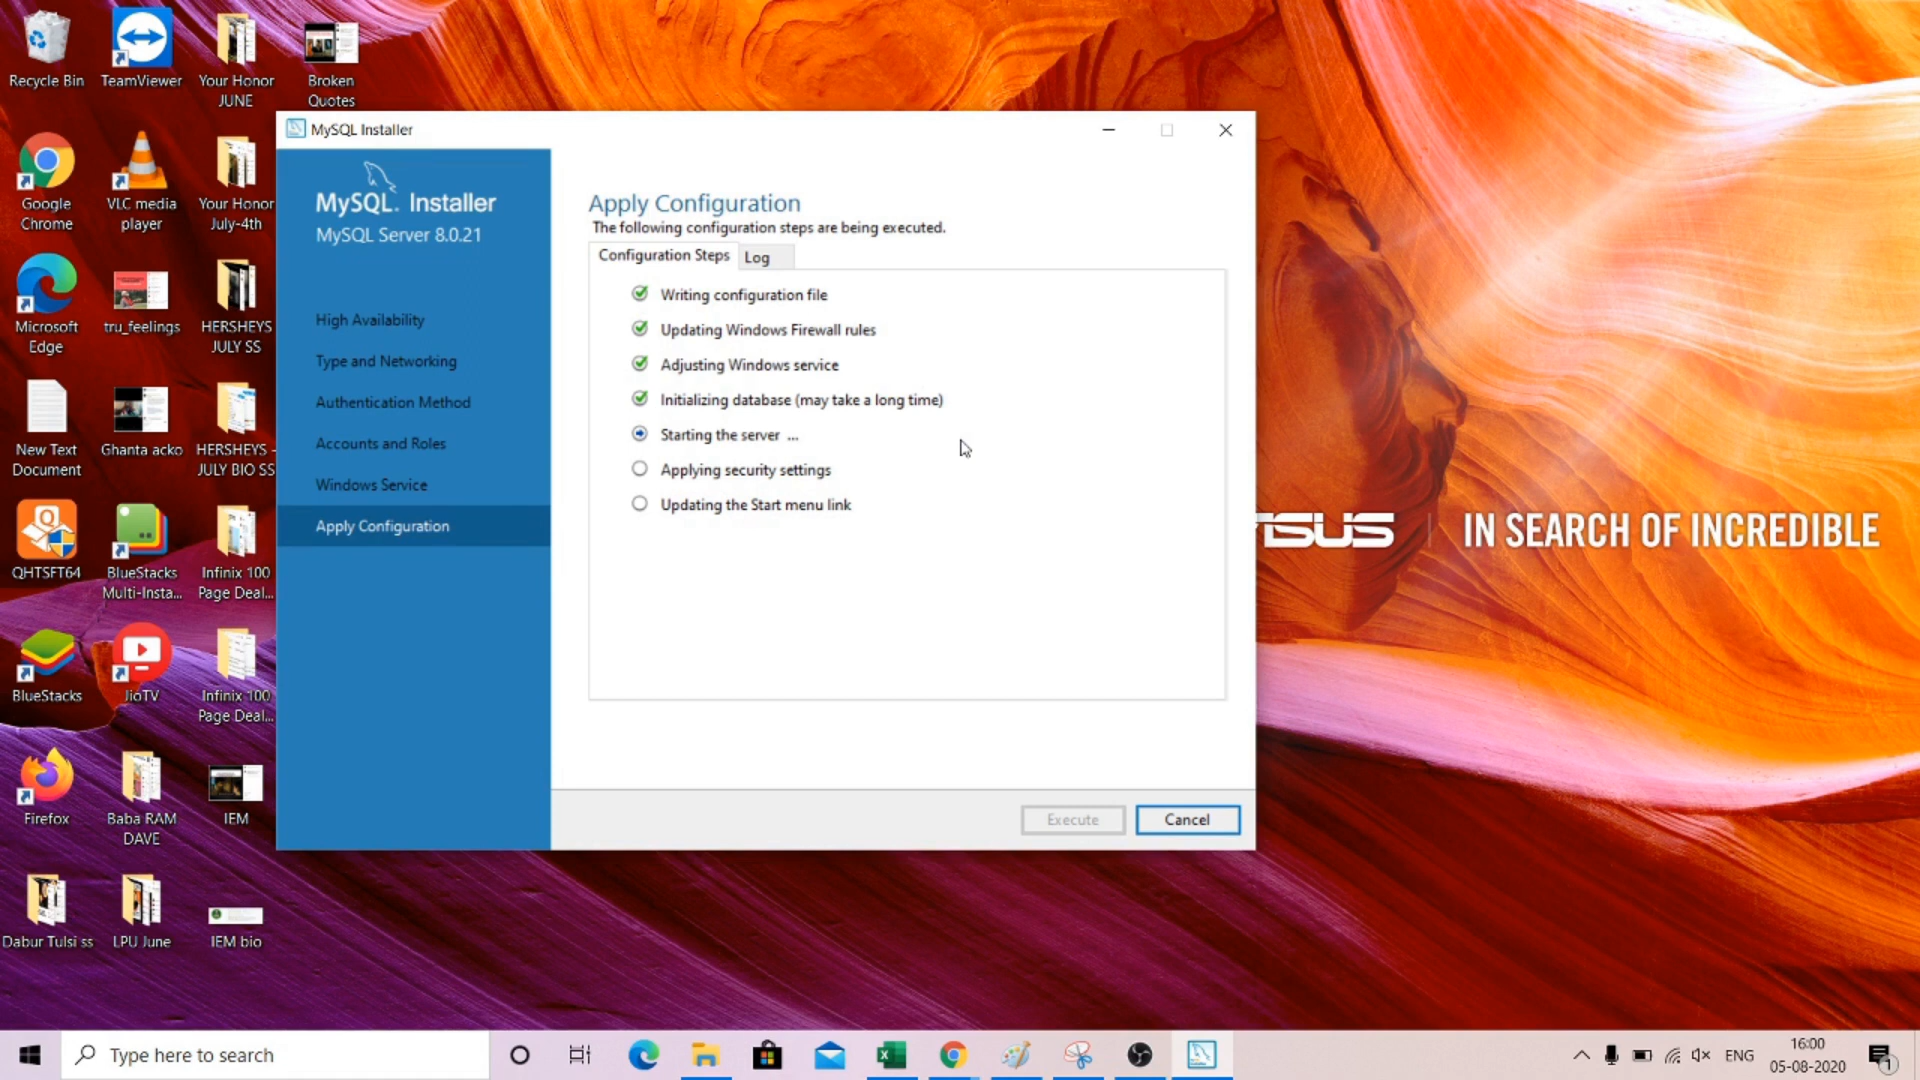 Recycle Bin
TeamViewer
Your Honor
JUNE
Broken
Quotes
Google
Chrome
VLC media
player
Your Honor
July-4th
Microsoft
Edge
tru_feelings
HERSHEYS
JULY SS
New Text
Document
Ghanta acko
HERSHEYS -
JULY BIO SS
QHTSFT64
BlueStacks
Multi-Insta...
Infinix 100
Page Deal...
BlueStacks
JioTV
Infinix 100
Page Deal...
Firefox
Baba RAM
DAVE
IEM
Dabur Tulsi ss
LPU June
IEM bio
MySQL Installer
MySQL Installer
MySQL Server 8.0.21
High Availability
Type and Networking
Authentication Method
Accounts and Roles
Windows Service
Apply Configuration
Apply Configuration
The following configuration steps are being executed.
Configuration Steps
Log
Writing configuration file
Updating Windows Firewall rules
Adjusting Windows service
Initializing database (may take a long time)
Starting the server ...
Applying security settings
Updating the Start menu link
Execute
Cancel
ASUS
IN SEARCH OF INCREDIBLE
Type here to search
ENG
16:00
05-08-2020
1